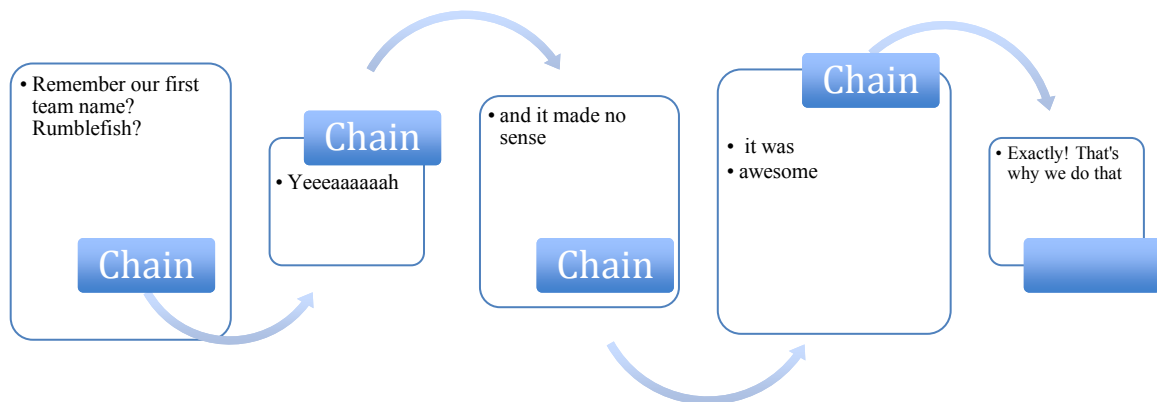 • Remember our first
team name?
Rumblefish?
Chain
Chain
• Yeeeaaaaaah
• and it made no
sense
Chain
Chain
• it was
• awesome
• Exactly! That's
why we do that